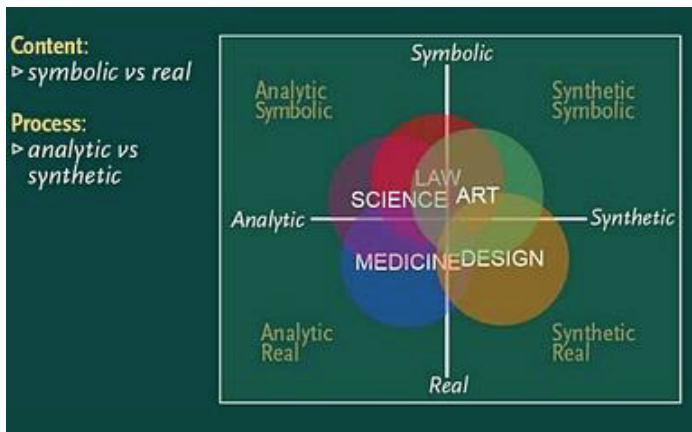 Content:
▹ symbolic vs real
Process:
▹ analytic vs
synthetic
Symbolic
Analytic
Symbolic
Synthetic
Symbolic
LAW
SCIENCE
ART
Analytic
Synthetic
MEDICINE
DESIGN
Analytic
Real
Synthetic
Real
Real